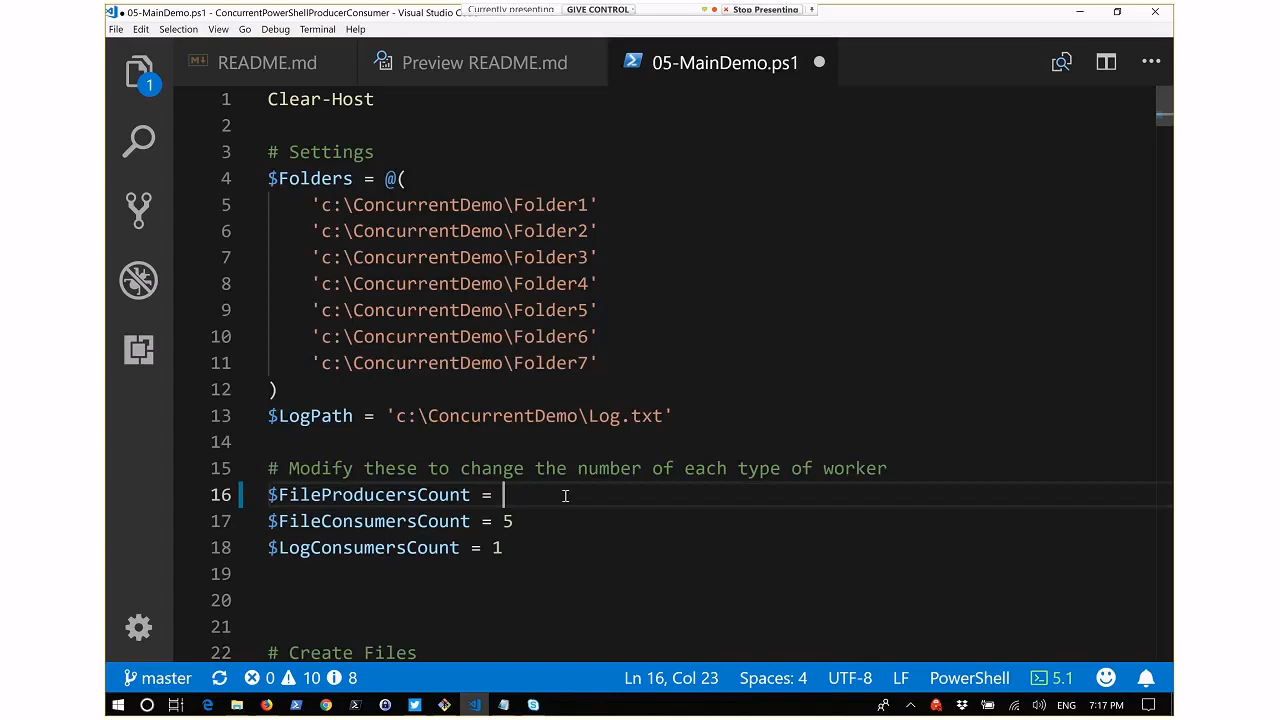 05-MainDemo.ps1 - ConcurrentPowerShellProducerConsumer - Visual Studio
Currently presenting
GIVE CONTROL
Stop Presenting
File Edit Selection View Go Debug Terminal Help
README.md
Preview README.md
05-MainDemo.ps1
1
1 Clear-Host
2
3 # Settings
4 $Folders = @(
5 'c:\ConcurrentDemo\Folder1'
6 'c:\ConcurrentDemo\Folder2'
7 'c:\ConcurrentDemo\Folder3'
8 'c:\ConcurrentDemo\Folder4'
9 'c:\ConcurrentDemo\Folder5'
10 'c:\ConcurrentDemo\Folder6'
11 'c:\ConcurrentDemo\Folder7'
12 )
13 $LogPath = 'c:\ConcurrentDemo\Log.txt'
14
15 # Modify these to change the number of each type of worker
16 $FileProducersCount =
17 $FileConsumersCount = 5
18 $LogConsumersCount = 1
19
20
21
22 # Create Files
master 0 10 8 Ln 16, Col 23 Spaces: 4 UTF-8 LF PowerShell 5.1
ENG 7:17 PM